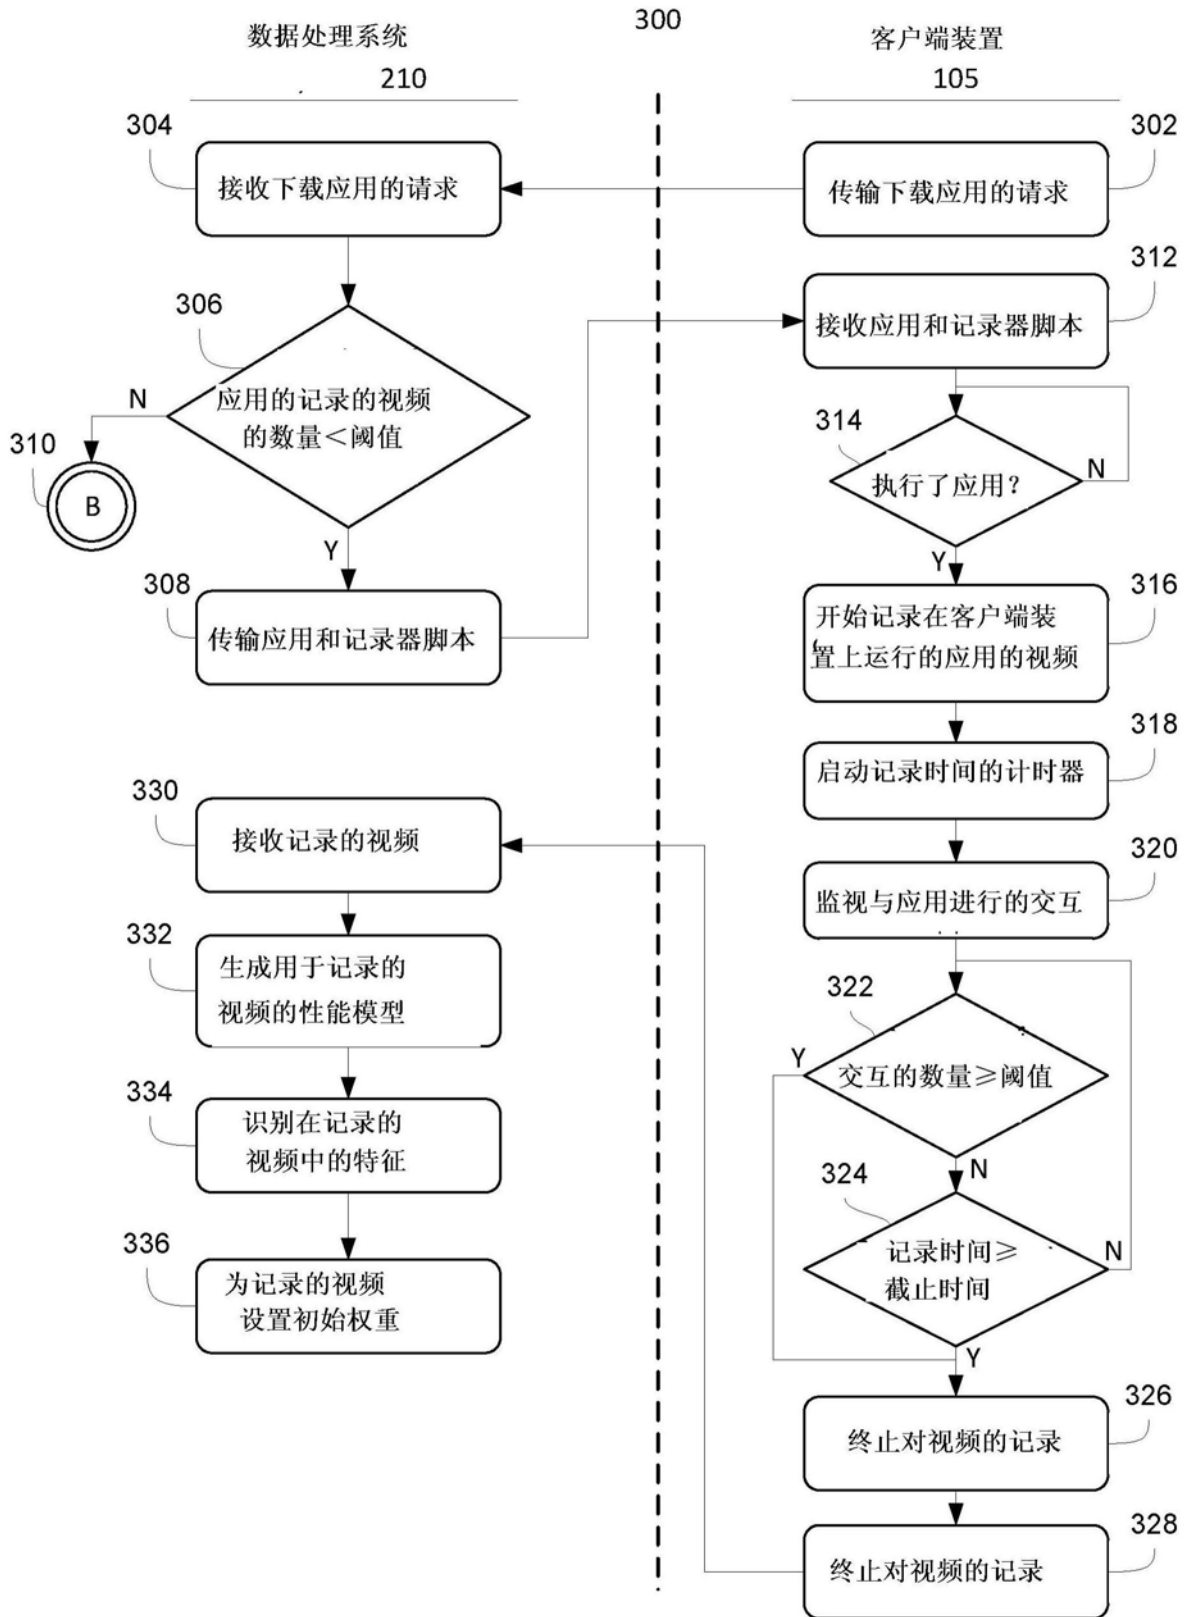 300
数据处理系统
210
客户端装置
105
304
接收下载应用的请求
302
传输下载应用的请求
306
应用的记录的视频
的数量<阈值
N
Y
310
B
308
传输应用和记录器脚本
312
接收应用和记录器脚本
314
执行了应用?
N
Y
316
开始记录在客户端装
置上运行的应用的视频
318
启动记录时间的计时器
320
监视与应用进行的交互
322
交互的数量≥阈值
Y
N
324
记录时间≥
截止时间
N
Y
326
终止对视频的记录
328
终止对视频的记录
330
接收记录的视频
332
生成用于记录的
视频的性能模型
334
识别在记录的
视频中的特征
336
为记录的视频
设置初始权重